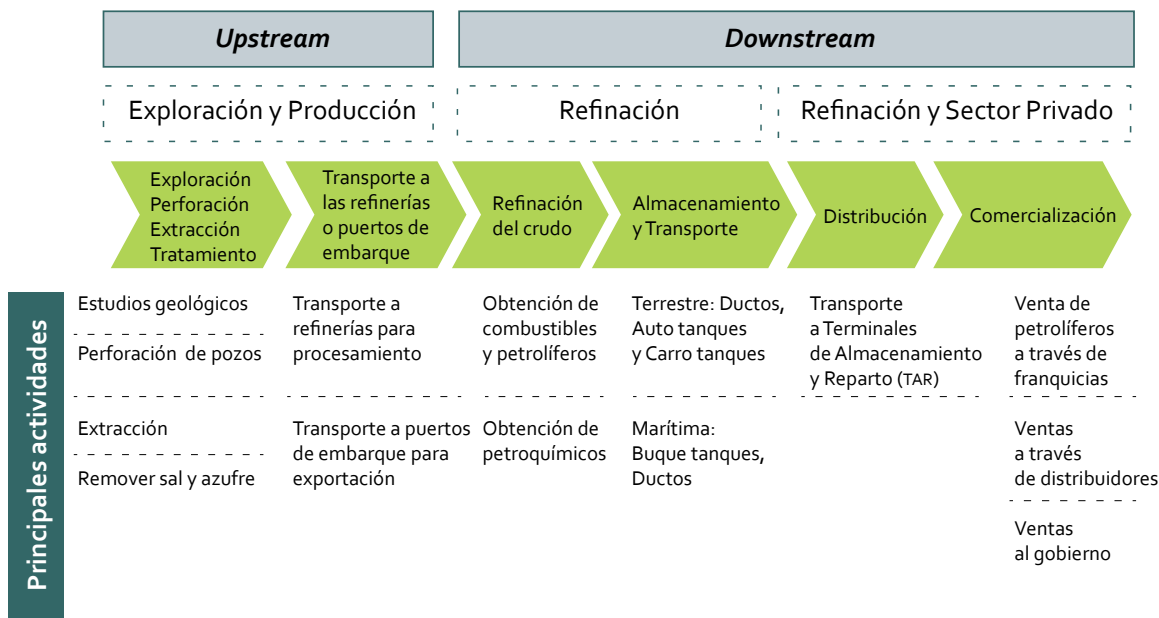 Upstream
Downstream
Exploración y Producción
Refinación
Refinación y Sector Privado
Exploración
Perforación
Extracción
Tratamiento
Transporte a
las refinerías
o puertos de
embarque
Refinación
del crudo
Almacenamiento
y Transporte
Distribución
Comercialización
Principales actividades
Estudios geológicos
Perforación de pozos
Extracción
Remover sal y azufre
Transporte a
refinerías para
procesamiento
Transporte a puertos
de embarque para
exportación
Obtención de
combustibles
y petrolíferos
Obtención de
petroquímicos
Terrestre: Ductos,
Auto tanques
y Carro tanques
Marítima:
Buque tanques,
Ductos
Transporte
a Terminales
de Almacenamiento
y Reparto (TAR)
Venta de
petrolíferos
a través de
franquicias
Ventas
a través
de distribuidores
Ventas
al gobierno